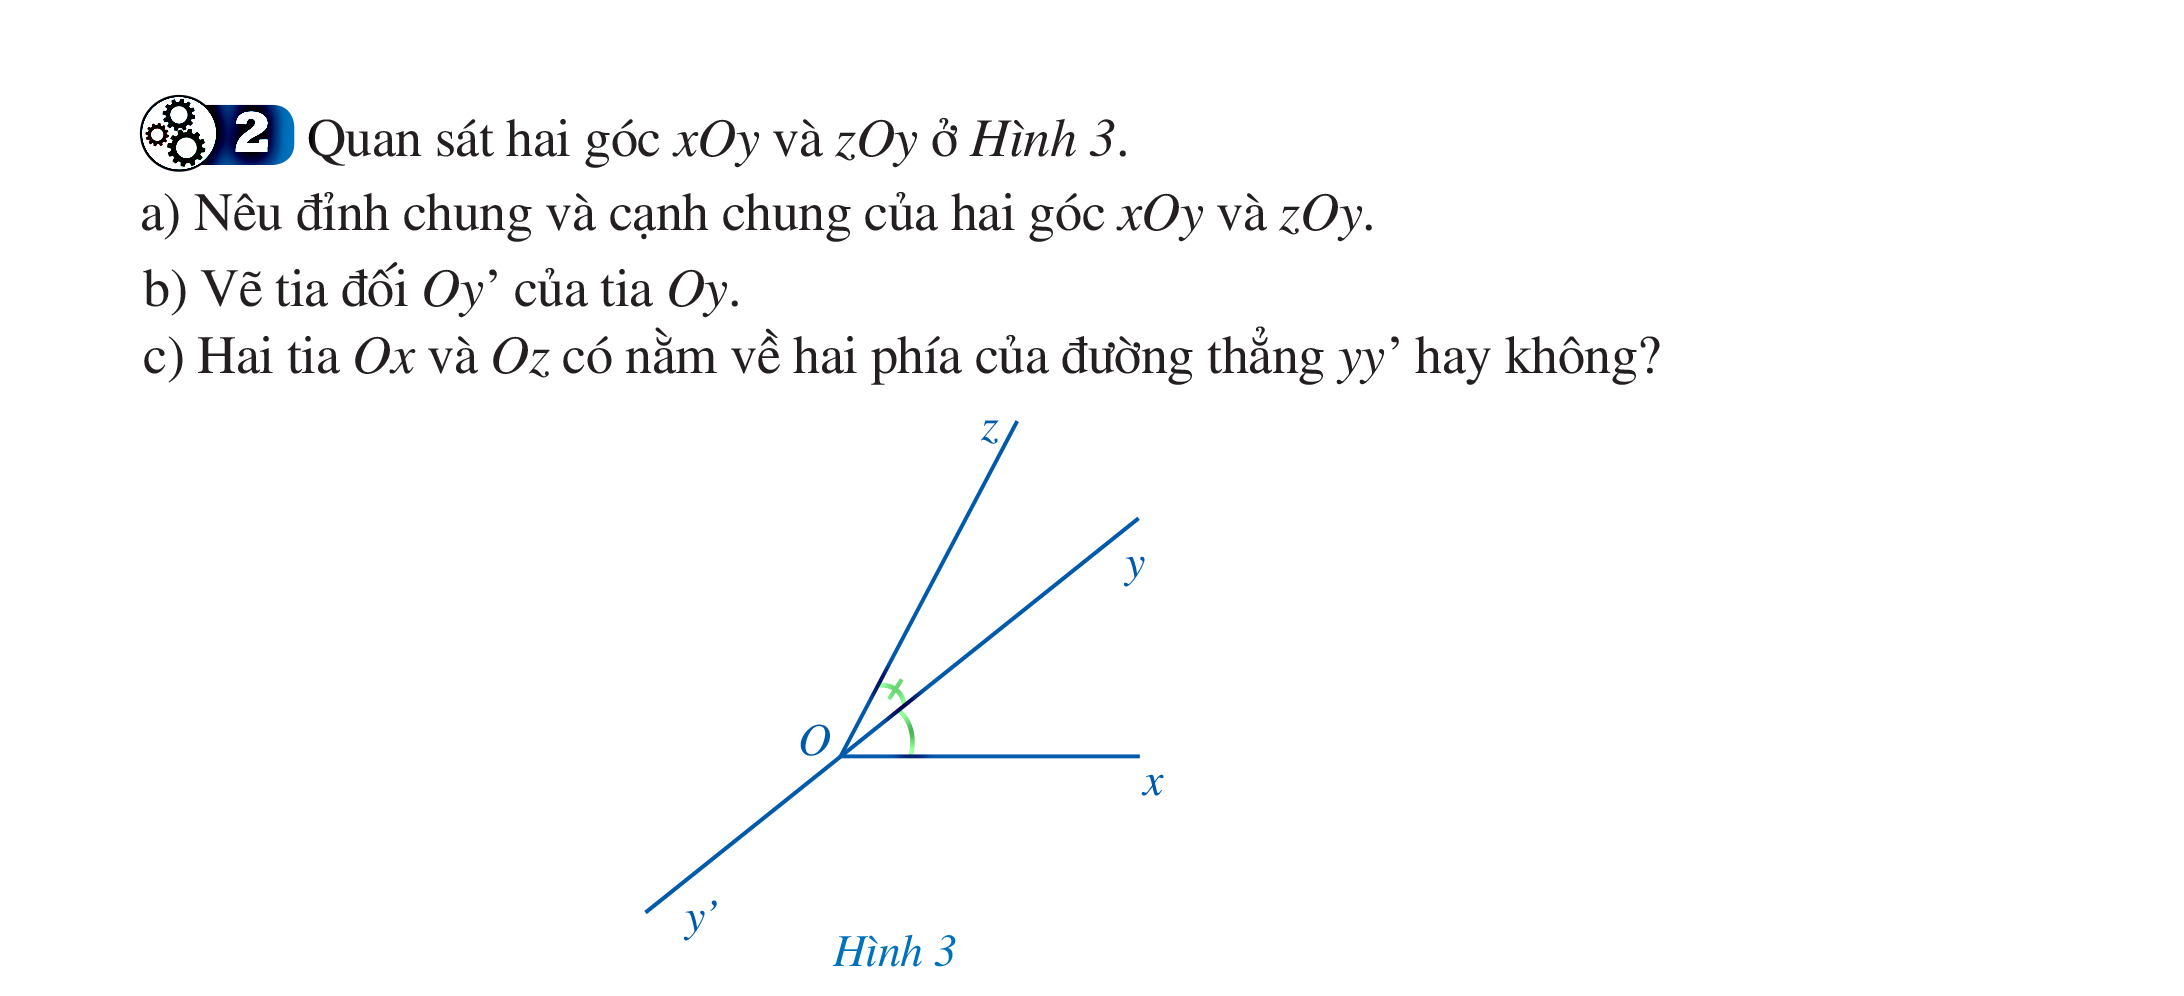 2 Quan sát hai góc xOy và zOy ở Hình 3.
a) Nêu đỉnh chung và cạnh chung của hai góc xOy và zOy.
b) Vẽ tia đối Oy’ của tia Oy.
c) Hai tia Ox và Oz có nằm về hai phía của đường thẳng yy’ hay không?
z
y
O
x
y’
Hình 3